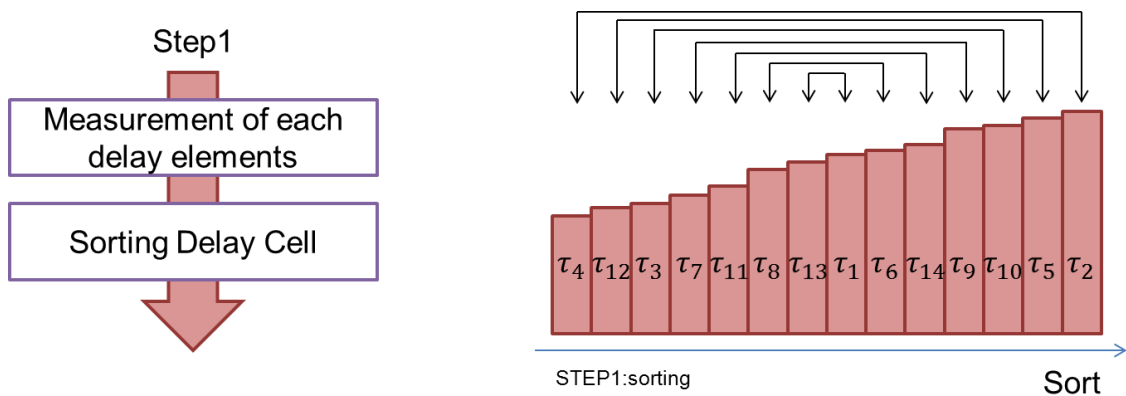 Step1
Measurement of each
delay elements
Sorting Delay Cell
τ₄ τ₁₂ τ₃ τ₇ τ₁₁ τ₈ τ₁₃ τ₁ τ₆ τ₁₄ τ₉ τ₁₀ τ₅ τ₂
STEP1:sorting
Sort